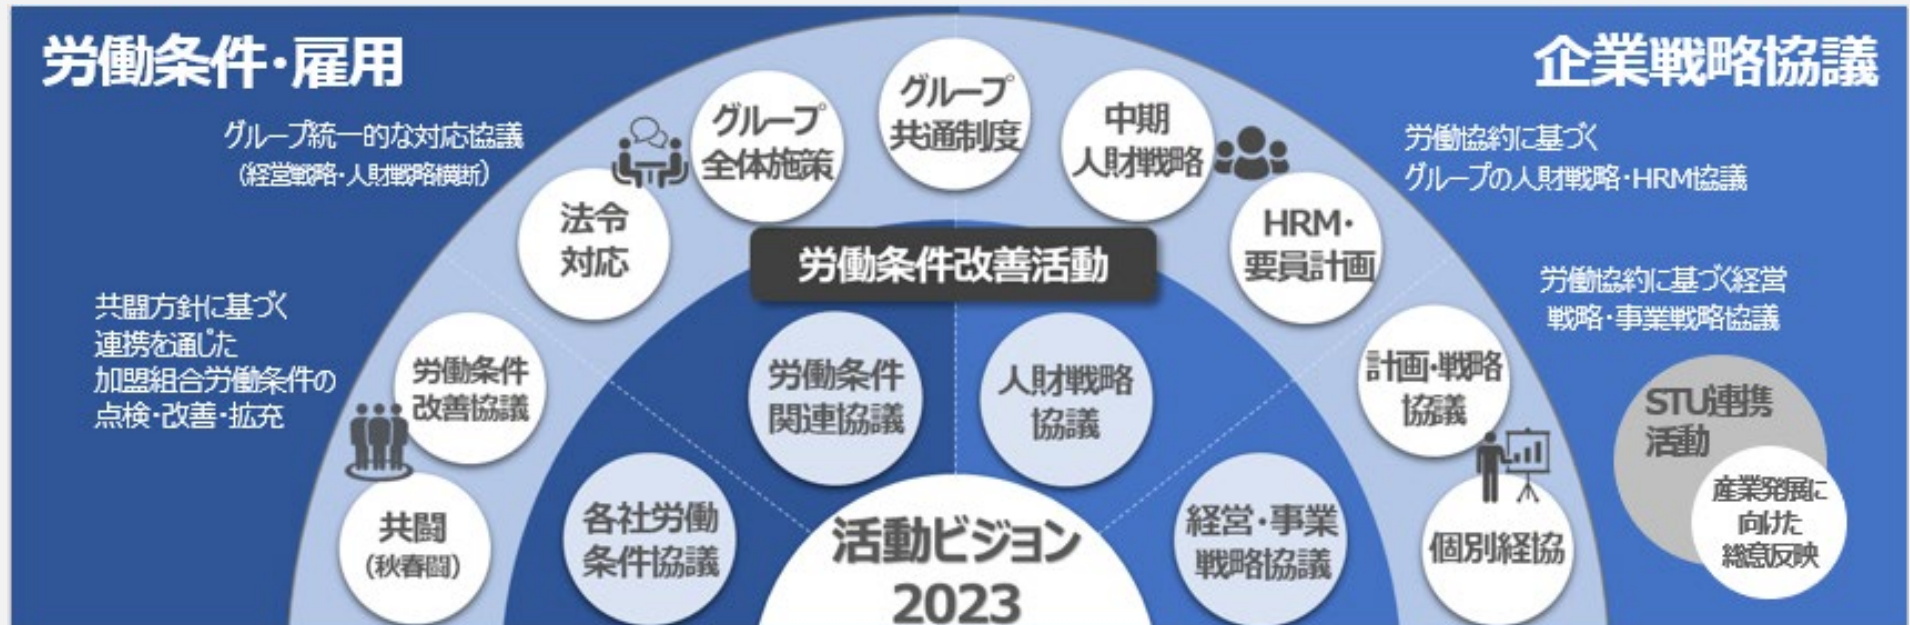 労働条件・雇用
企業戦略協議
グループ統一的な対応協議
（経営戦略・人財戦略横断）
共闘方針に基づく
連携を通した
加盟組合労働条件の
点検・改善・拡充
労働協約に基づく
グループの人財戦略・HRM協議
労働協約に基づく経営
戦略・事業戦略協議
共闘
（秋春闘）
労働条件
改善協議
法令
対応
グループ
全体施策
グループ
共通制度
中期
人財戦略
HRM・
要員計画
計画・戦略
協議
個別経協
労働条件改善活動
各社労働
条件協議
労働条件
関連協議
人財戦略
協議
経営・事業
戦略協議
活動ビジョン
2023
STU連携
活動
産業発展に
向けた
総意反映